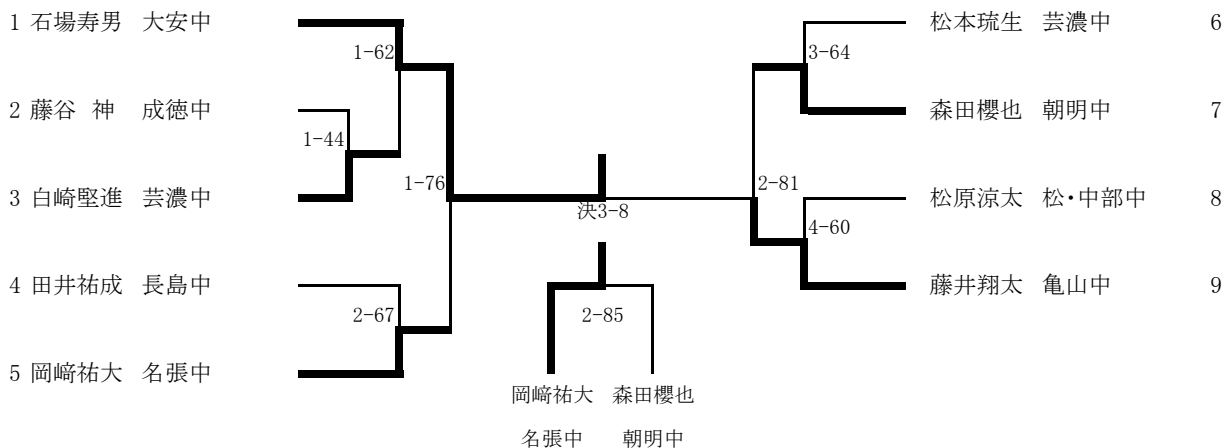 1 石場寿男 大安中
松本琉生 芸濃中 6
1-62
3-64
2 藤谷 神 成徳中
森田櫻也 朝明中 7
1-44
1-76
2-81
3 白崎堅進 芸濃中
松原涼太 松・中部中 8
決3-8
4-60
4 田井祐成 長島中
藤井翔太 亀山中 9
2-67
2-85
5 岡﨑祐大 名張中
岡﨑祐大 森田櫻也
名張中 朝明中